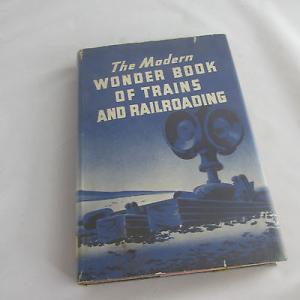 The Modern
WONDER BOOK
OF TRAINS
AND RAILROADING